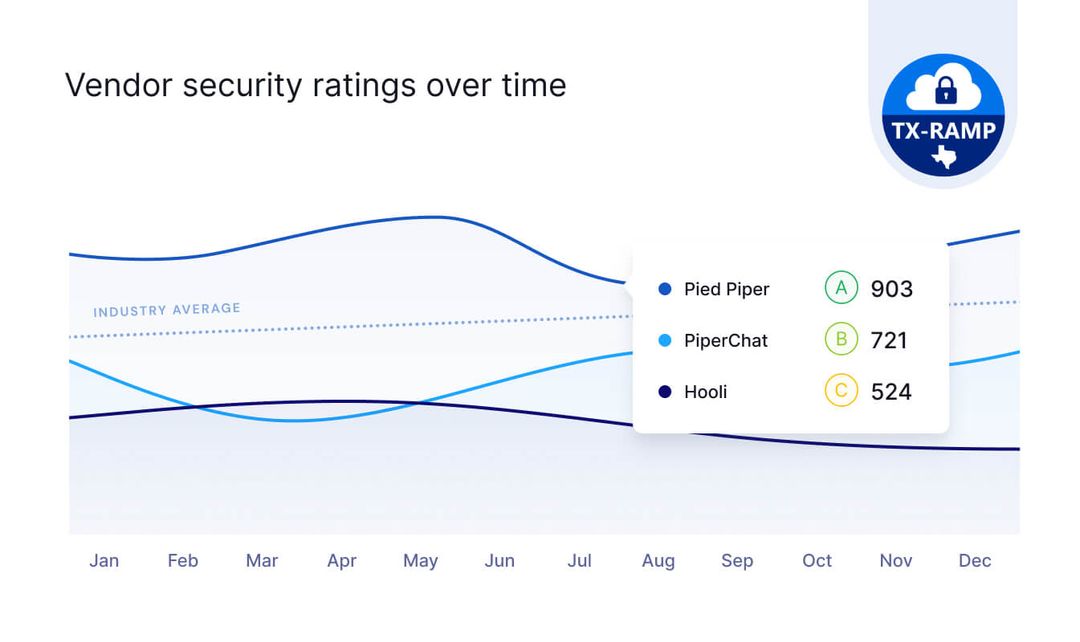 Vendor security ratings over time
TX-RAMP
INDUSTRY AVERAGE
Pied Piper A 903
PiperChat B 721
Hooli C 524
Jan Feb Mar Apr May Jun Jul Aug Sep Oct Nov Dec